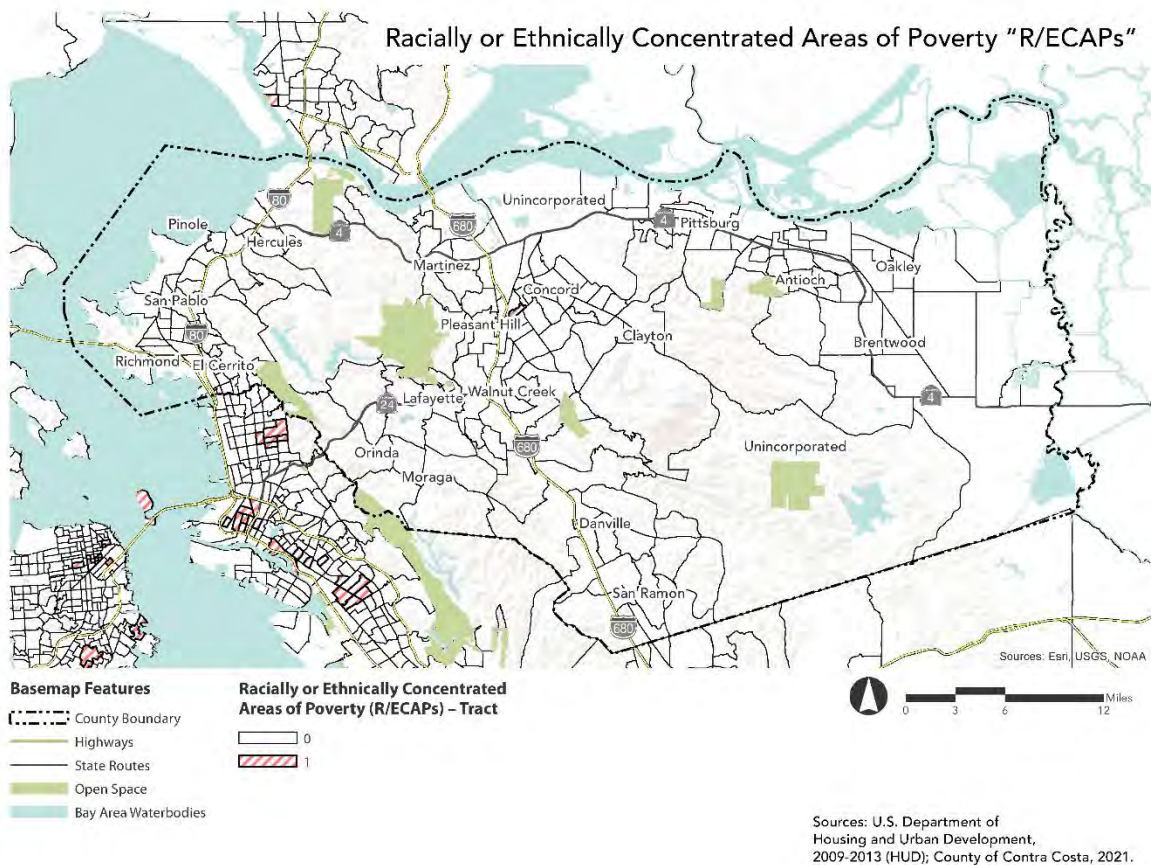 Racially or Ethnically Concentrated Areas of Poverty "R/ECAPs"
Unincorporated
80
4
Pittsburg
Pinole
680
4
Hercules
Martinez
Oakley
Antioch
Concord
San Pablo
Pleasant Hill
80
Clayton
Brentwood
Richmond
El Cerrito
Lafayette
Walnut Creek
24
4
Orinda
680
Unincorporated
Moraga
Danville
San Ramon
680
Sources: Esri, USGS, NOAA
Basemap Features
County Boundary
Highways
State Routes
Open Space
Bay Area Waterbodies
Racially or Ethnically Concentrated
Areas of Poverty (R/ECAPs) – Tract
0
1
Miles
0 3 6 12
Sources: U.S. Department of
Housing and Urban Development,
2009-2013 (HUD); County of Contra Costa, 2021.